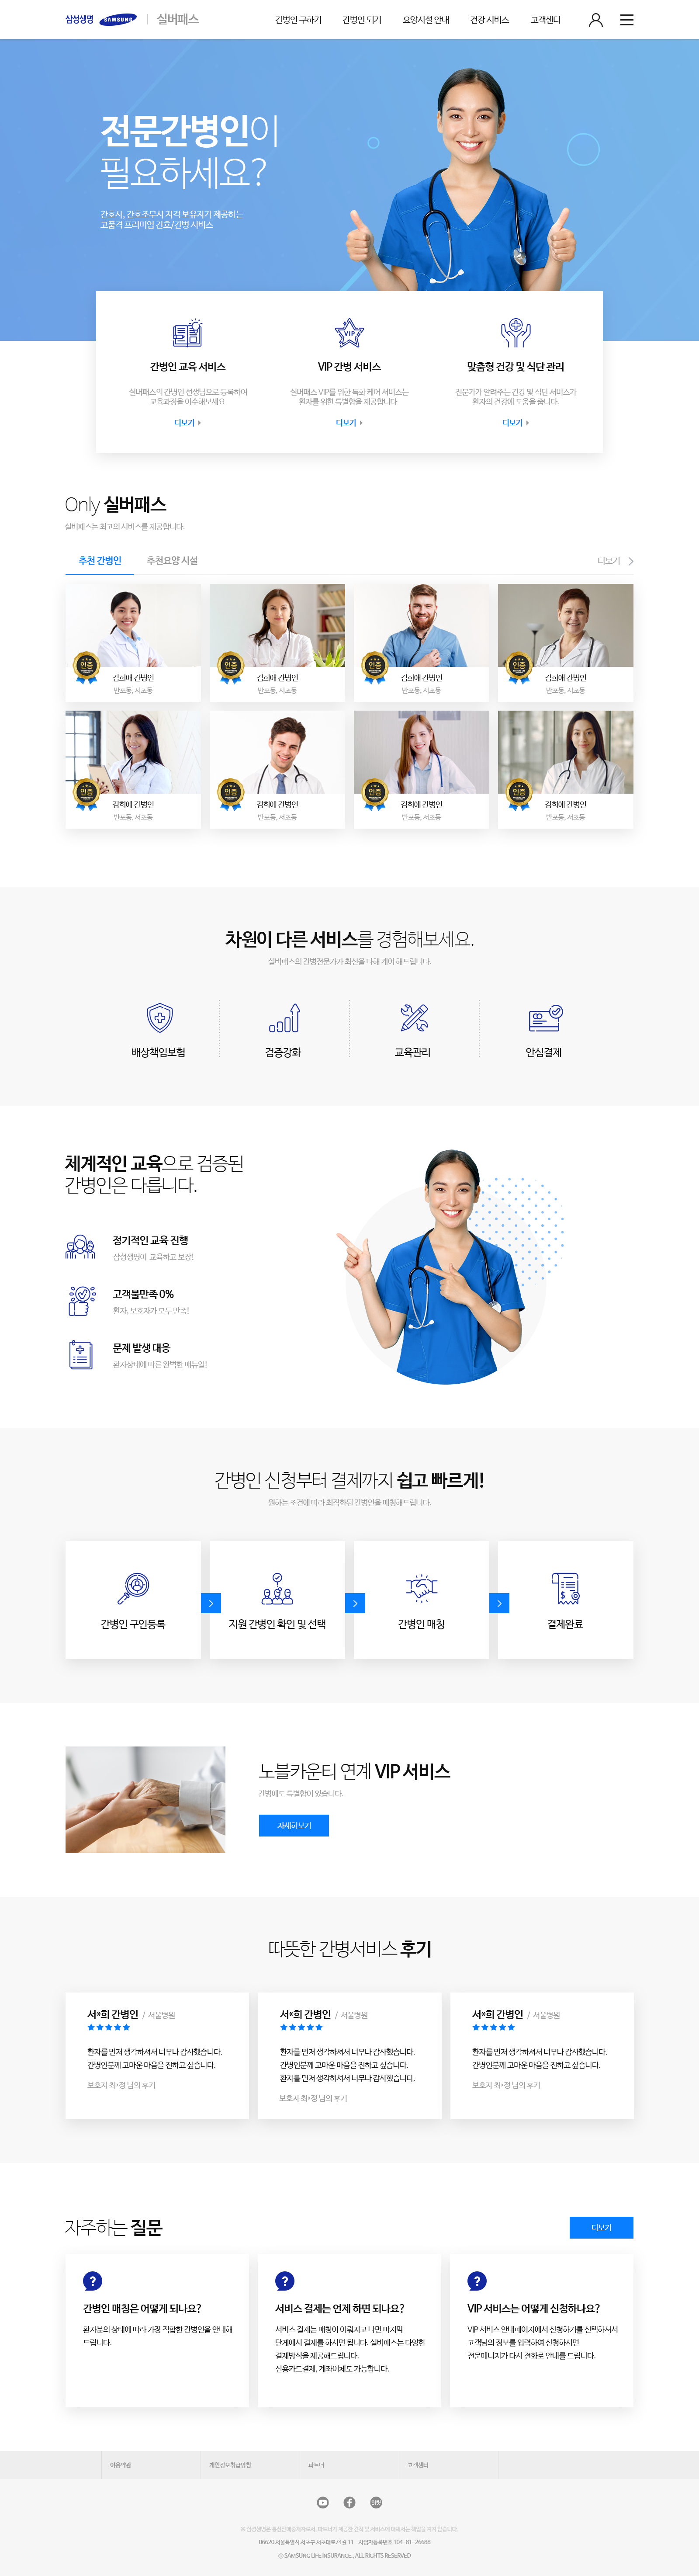 삼성생명 SAMSUNG 실버패스
간병인 구하기 간병인 되기 요양시설 안내 건강 서비스 고객센터
전문간병인이
필요하세요?
간호사, 간호조무사 자격 보유자가 제공하는
고품격 프리미엄 간호/간병 서비스
간병인 교육 서비스
실버패스의 간병인 선생님으로 등록하여
교육과정을 이수해보세요
더보기
VIP
VIP 간병 서비스
실버패스 VIP를 위한 특화 케어 서비스는
환자를 위한 특별함을 제공합니다
더보기
맞춤형 건강 및 식단 관리
전문가가 알려주는 건강 및 식단 서비스가
환자의 건강에 도움을 줍니다.
더보기
Only 실버패스
실버패스는 최고의 서비스를 제공합니다.
추천 간병인 추천요양 시설 더보기
인증 김희애 간병인
반포동, 서초동
인증 김희애 간병인
반포동, 서초동
인증 김희애 간병인
반포동, 서초동
인증 김희애 간병인
반포동, 서초동
인증 김희애 간병인
반포동, 서초동
인증 김희애 간병인
반포동, 서초동
인증 김희애 간병인
반포동, 서초동
인증 김희애 간병인
반포동, 서초동
차원이 다른 서비스를 경험해보세요.
실버패스의 간병전문가가 최선을 다해 케어 해드립니다.
배상책임보험 검증강화 교육관리 안심결제
체계적인 교육으로 검증된
간병인은 다릅니다.
정기적인 교육 진행
삼성생명이 교육하고 보장!
고객불만족 0%
환자, 보호자가 모두 만족!
문제 발생 대응
환자상태에 따른 완벽한 매뉴얼!
간병인 신청부터 결제까지 쉽고 빠르게!
원하는 조건에 따라 최적화된 간병인을 매칭해드립니다.
간병인 구인등록 지원 간병인 확인 및 선택 간병인 매칭 결제완료
노블카운티 연계 VIP 서비스
간병에도 특별함이 있습니다.
자세히보기
따뜻한 간병서비스 후기
서*희 간병인 / 서울병원
환자를 먼저 생각하셔서 너무나 감사했습니다.
간병인분께 고마운 마음을 전하고 싶습니다.
보호자 최*정 님의 후기
서*희 간병인 / 서울병원
환자를 먼저 생각하셔서 너무나 감사했습니다.
간병인분께 고마운 마음을 전하고 싶습니다.
환자를 먼저 생각하셔서 너무나 감사했습니다.
보호자 최*정 님의 후기
서*희 간병인 / 서울병원
환자를 먼저 생각하셔서 너무나 감사했습니다.
간병인분께 고마운 마음을 전하고 싶습니다.
보호자 최*정 님의 후기
자주하는 질문
더보기
?
간병인 매칭은 어떻게 되나요?
환자분의 상태에 따라 가장 적합한 간병인을 안내해
드립니다.
?
서비스 결제는 언제 하면 되나요?
서비스 결제는 매칭이 이뤄지고 나면 마지막
단계에서 결제를 하시면 됩니다. 실버패스는 다양한
결제방식을 제공해드립니다.
신용카드결제, 계좌이체도 가능합니다.
?
VIP 서비스는 어떻게 신청하나요?
VIP 서비스 안내페이지에서 신청하기를 선택하셔서
고객님의 정보를 입력하여 신청하시면
전문매니저가 다시 전화로 안내를 드립니다.
이용약관 개인정보취급방침 파트너 고객센터
06620 서울특별시 서초구 서초대로74길 11 사업자등록번호 104-81-26688
© SAMSUNG LIFE INSURANCE., ALL RIGHTS RESERVED